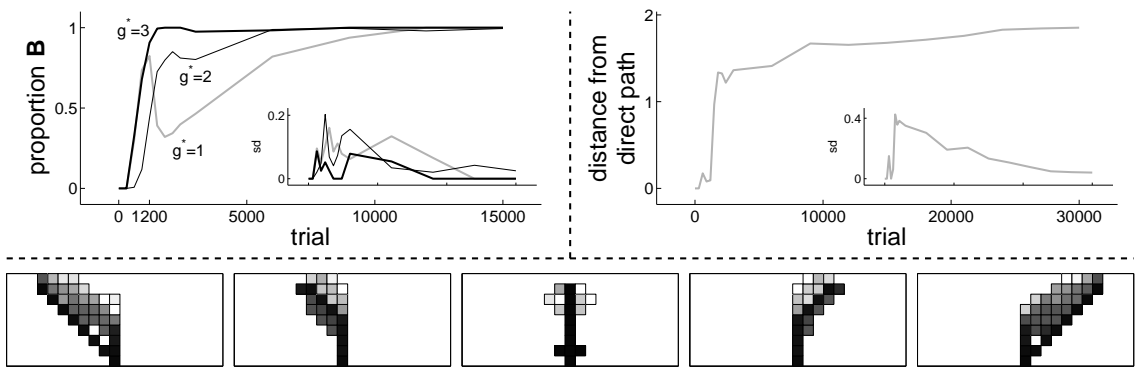 proportion B
1
0.5
0
g*=3
g*=2
g*=1
sd
0.2
0
0 1200 5000 10000 15000
trial
distance from
direct path
2
1
0
sd
0.4
0
0 10000 20000 30000
trial